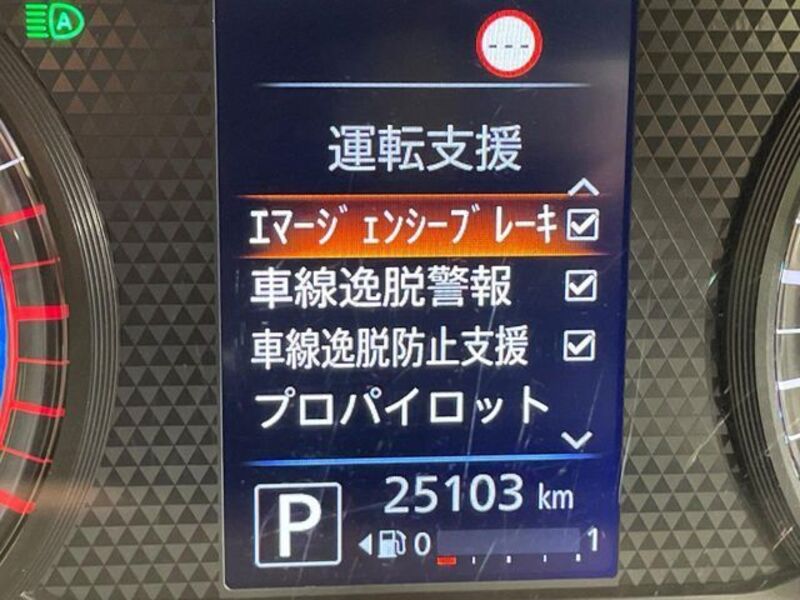 A
---
運転支援
ｴﾏｰｼﾞｪﾝｼｰﾌﾞﾚｰｷ
車線逸脱警報
車線逸脱防止支援
プロパイロット
P
25103 km
0 1